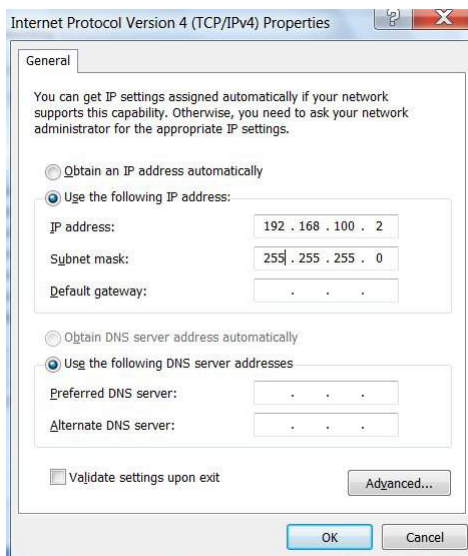 Internet Protocol Version 4 (TCP/IPv4) Properties
General
You can get IP settings assigned automatically if your network
supports this capability. Otherwise, you need to ask your network
administrator for the appropriate IP settings.
Obtain an IP address automatically
Use the following IP address:
IP address: 192 . 168 . 100 . 2
Subnet mask: 255 . 255 . 255 . 0
Default gateway: . . .
Obtain DNS server address automatically
Use the following DNS server addresses
Preferred DNS server: . . .
Alternate DNS server: . . .
Validate settings upon exit
Advanced...
OK Cancel